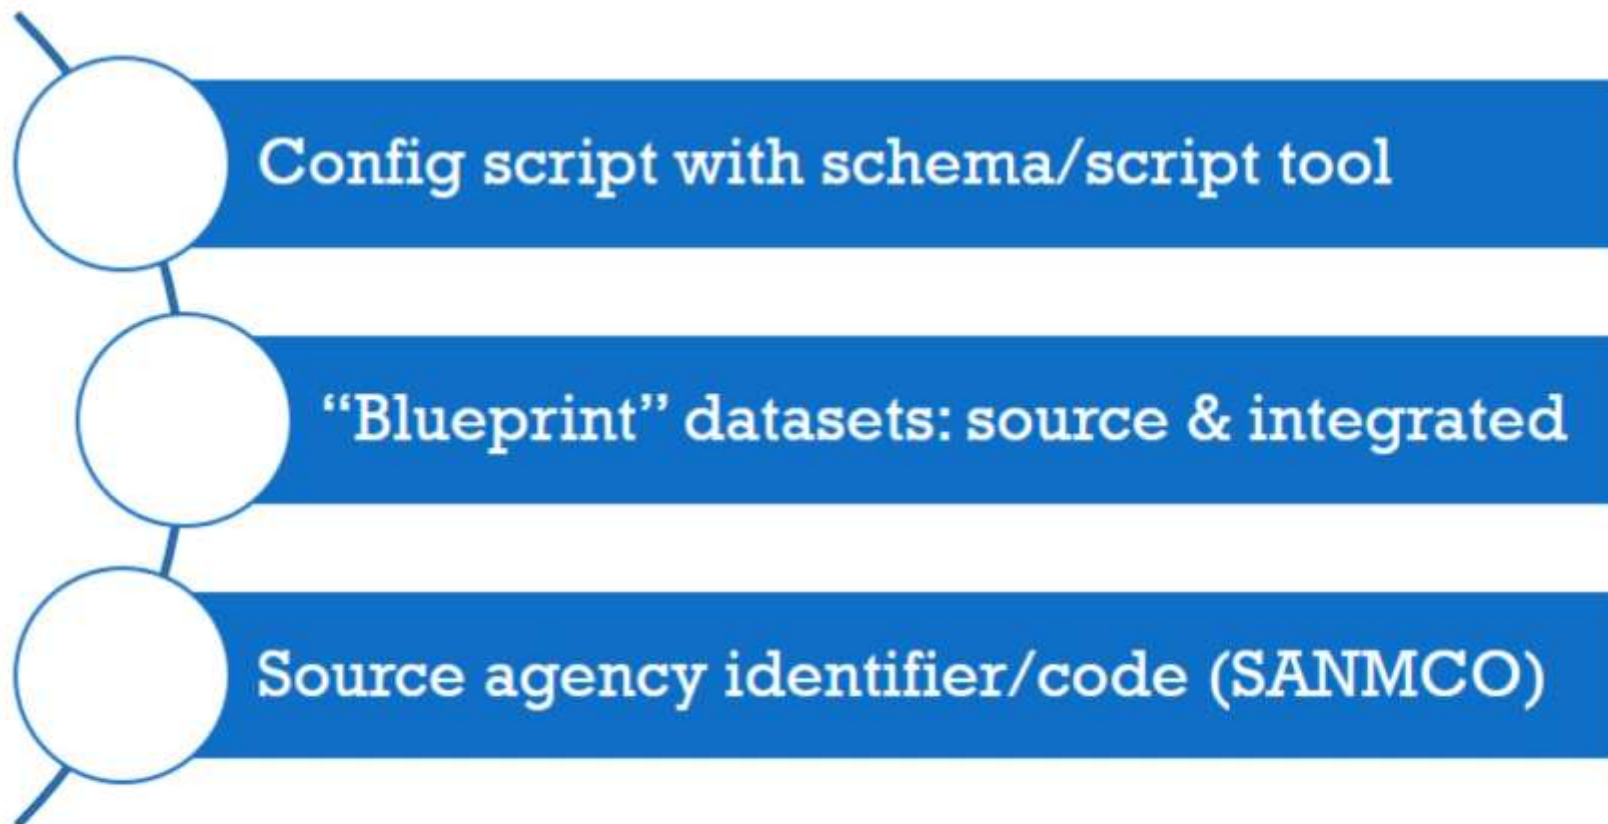 Config script with schema/script tool
“Blueprint” datasets: source & integrated
Source agency identifier/code (SANMCO)